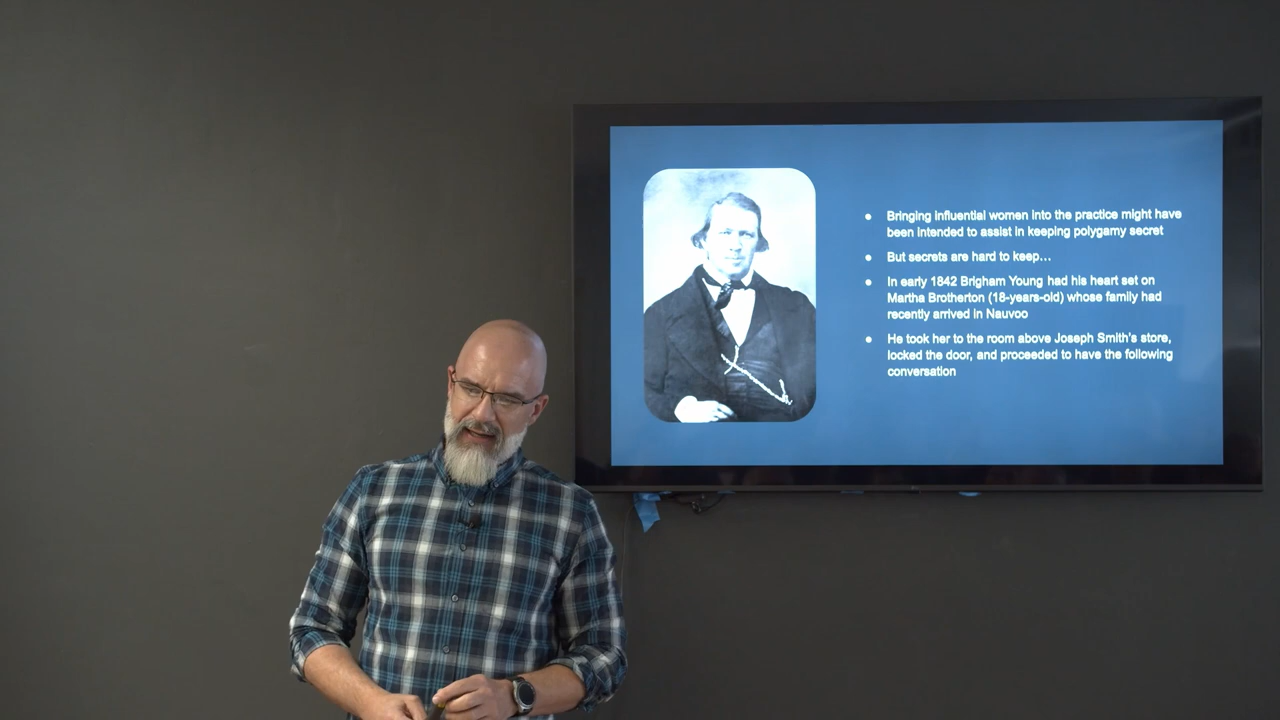 ● Bringing influential women into the practice might have
been intended to assist in keeping polygamy secret
● But secrets are hard to keep…
● In early 1842 Brigham Young had his heart set on
Martha Brotherton (18-years-old) whose family had
recently arrived in Nauvoo
● He took her to the room above Joseph Smith's store,
locked the door, and proceeded to have the following
conversation